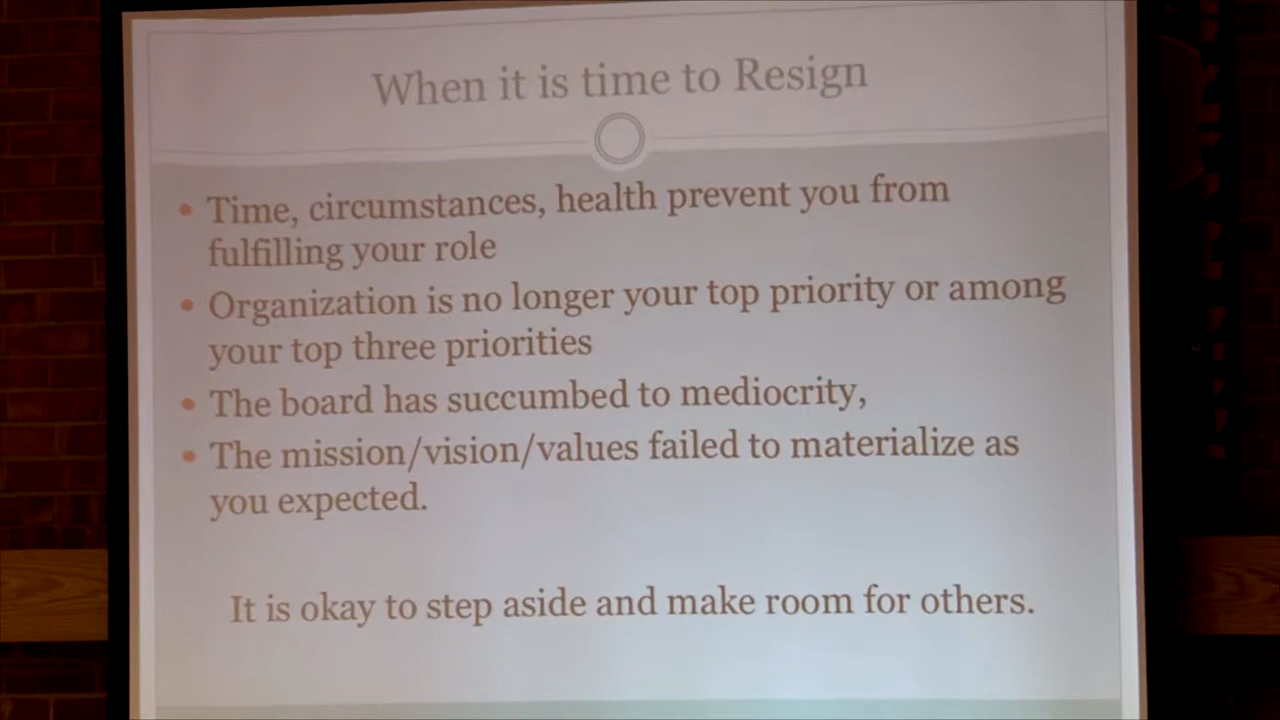 When it is time to Resign
• Time, circumstances, health prevent you from
fulfilling your role
• Organization is no longer your top priority or among
your top three priorities
• The board has succumbed to mediocrity,
• The mission/vision/values failed to materialize as
you expected.
It is okay to step aside and make room for others.